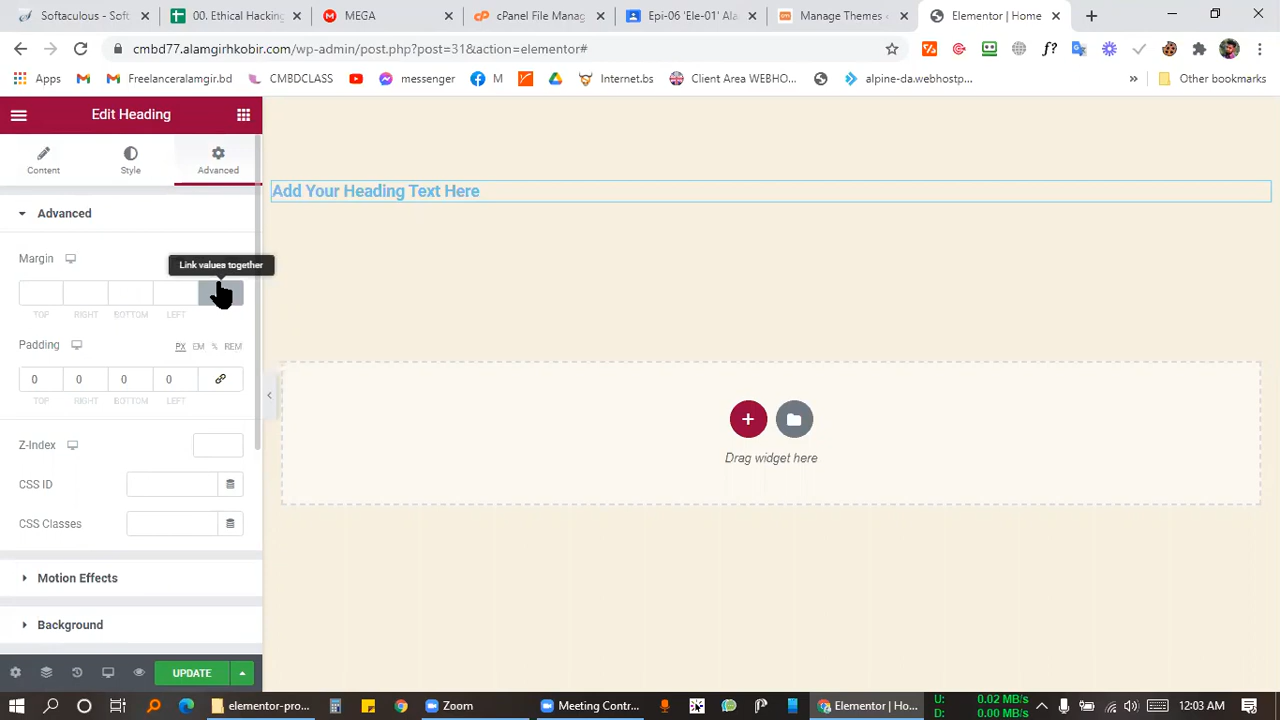 Softaculous - Soft
03. Ethical Hacking
MEGA
cPanel File Manag
Epi-06 'Ele-01' Ala
Manage Themes
Elementor | Home
cmbd77.alamgirhkobir.com/wp-admin/post.php?post=31&action=elementor#
Apps
Freelanceralamgir.bd
CMBDCLASS
messenger
M
Internet.bs
Client Area WEBHO...
alpine-da.webhostp...
»
Other bookmarks
Edit Heading
Content
Style
Advanced
Advanced
Add Your Heading Text Here
Margin
Link values together
TOP RIGHT BOTTOM LEFT
Padding
PX EM % REM
0 0 0 0
TOP RIGHT BOTTOM LEFT
Drag widget here
Z-Index
CSS ID
CSS Classes
Motion Effects
Background
UPDATE
elementor-pro...
Zoom
Meeting Contr...
Elementor | Ho...
U: 0.02 MB/s
D: 0.00 MB/s
12:03 AM